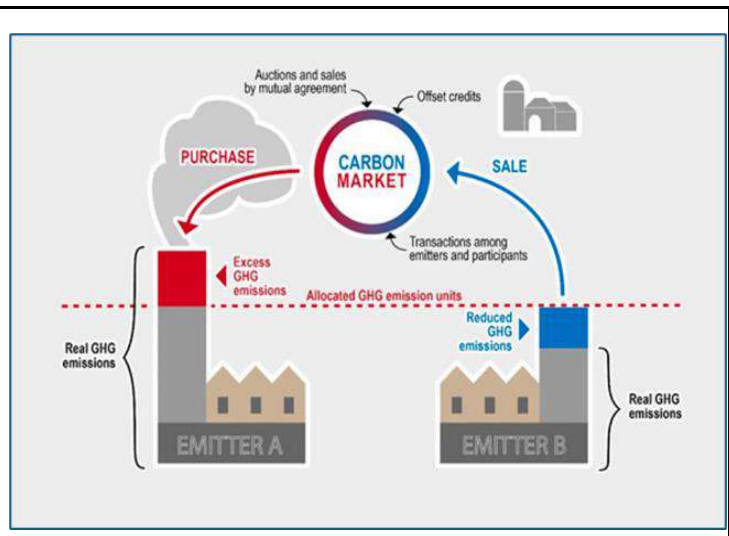 Auctions and sales
by mutual agreement
Offset credits
PURCHASE
CARBON
MARKET
SALE
Transactions among
emitters and participants
Excess
GHG
emissions
Allocated GHG emission units
Reduced
GHG
emissions
Real GHG
emissions
Real GHG
emissions
EMITTER A
EMITTER B